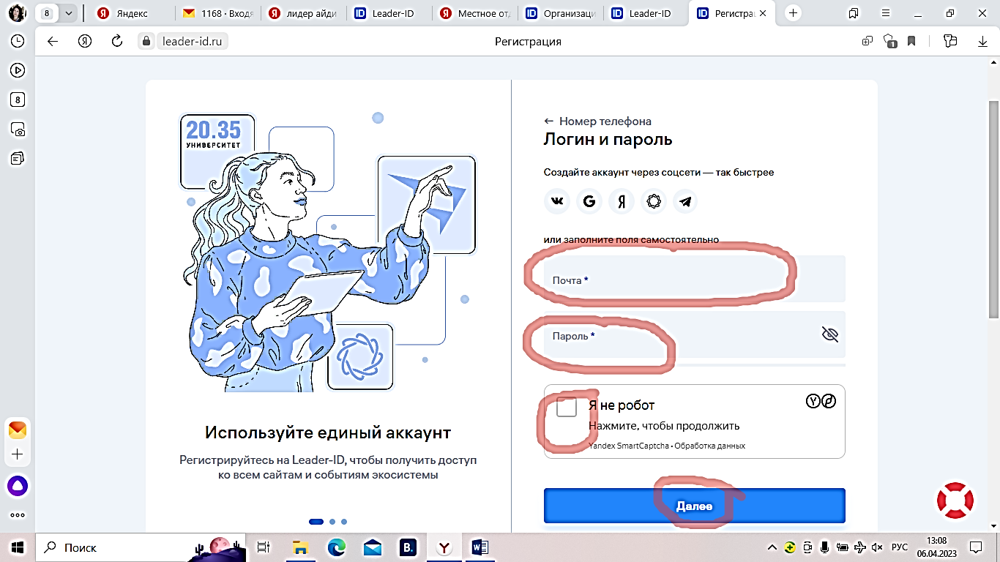 8
Яндекс
1168 • Входя
лидер айди
Leader-ID
Местное отд
Организаци
Leader-ID
Регистрац
leader-id.ru
Регистрация
1
8
20.35
УНИВЕРСИТЕТ
Используйте единый аккаунт
Регистрируйтесь на Leader-ID, чтобы получить доступ
ко всем сайтам и событиям экосистемы
← Номер телефона
Логин и пароль
Создайте аккаунт через соцсети — так быстрее
или заполните поля самостоятельно
Почта *
Пароль *
Я не робот
Нажмите, чтобы продолжить
Yandex SmartCaptcha • Обработка данных
Далее
Поиск
РУС
13:08
06.04.2023